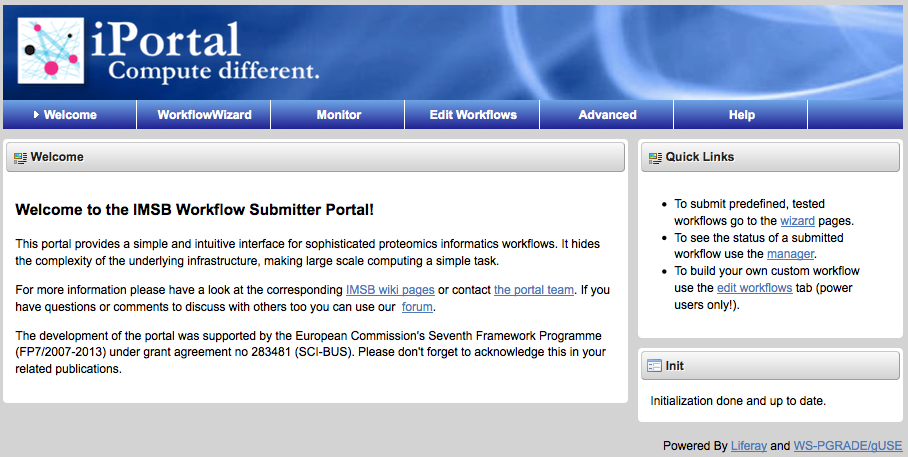 iPortal
Compute different.
Welcome
WorkflowWizard
Monitor
Edit Workflows
Advanced
Help
Welcome
Welcome to the IMSB Workflow Submitter Portal!
This portal provides a simple and intuitive interface for sophisticated proteomics informatics workflows. It hides
the complexity of the underlying infrastructure, making large scale computing a simple task.
For more information please have a look at the corresponding IMSB wiki pages or contact the portal team. If you
have questions or comments to discuss with others too you can use our forum.
The development of the portal was supported by the European Commission's Seventh Framework Programme
(FP7/2007-2013) under grant agreement no 283481 (SCI-BUS). Please don't forget to acknowledge this in your
related publications.
Quick Links
To submit predefined, tested
workflows go to the wizard pages.
To see the status of a submitted
workflow use the manager.
To build your own custom workflow
use the edit workflows tab (power
users only!).
Init
Initialization done and up to date.
Powered By Liferay and WS-PGRADE/gUSE